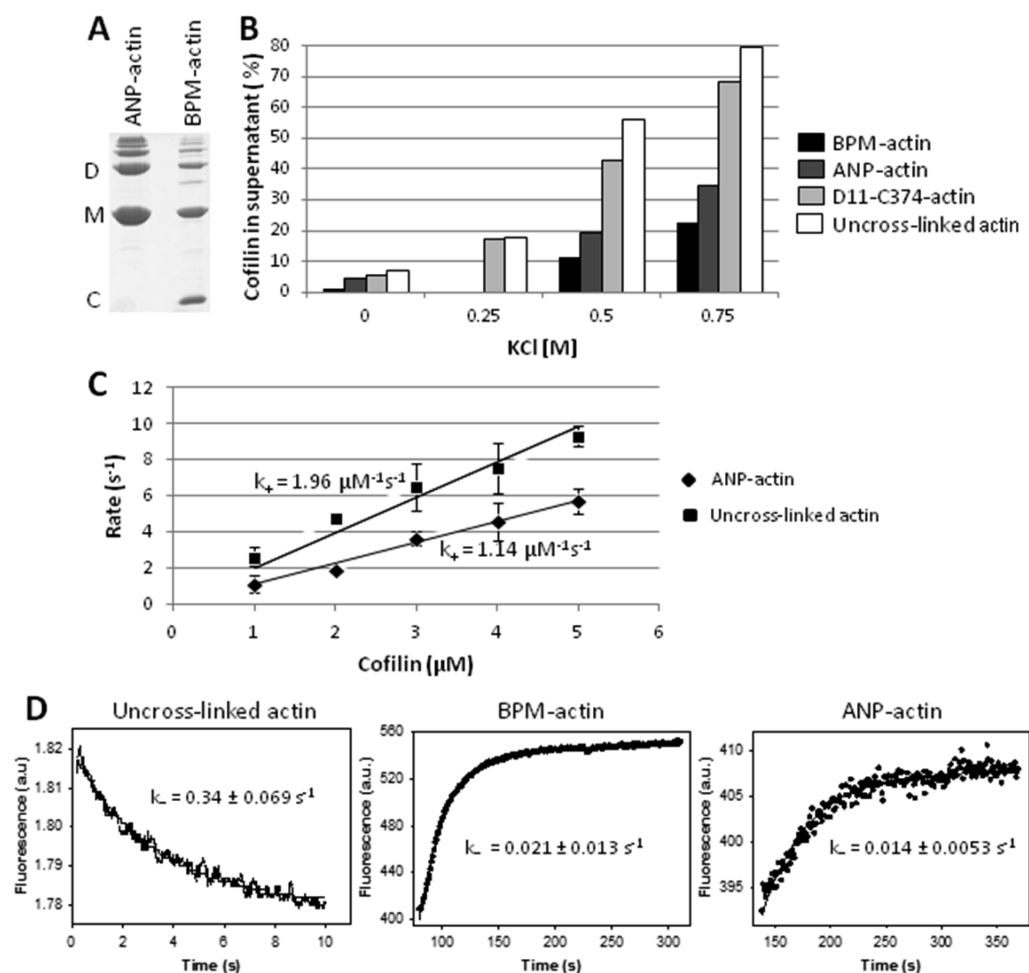 A
ANP-actin
BPM-actin
D
M
C
B
Cofilin in supernatant ( %)
80
70
60
50
40
30
20
10
0
0 0.25 0.5 0.75
KCl [M]
BPM-actin
ANP-actin
D11-C374-actin
Uncross-linked actin
C
Rate (s⁻¹)
12
10
8
6
4
2
0
k₊ = 1.96 µM⁻¹s⁻¹
k₊ = 1.14 µM⁻¹s⁻¹
0 1 2 3 4 5 6
Cofilin (µM)
ANP-actin
Uncross-linked actin
D
Uncross-linked actin
Fluorescence (a.u)
1.82
1.81
1.80
1.79
1.78
k₋ = 0.34 ± 0.069 s⁻¹
0 2 4 6 8 10
Time (s)
BPM-actin
Fluorescence (a.u.)
560
520
480
440
400
k₋ = 0.021 ± 0.013 s⁻¹
100 150 200 250 300
Time (s)
ANP-actin
Fluorescence (a.u.)
410
405
400
395
k₋ = 0.014 ± 0.0053 s⁻¹
150 200 250 300 350
Time (s)